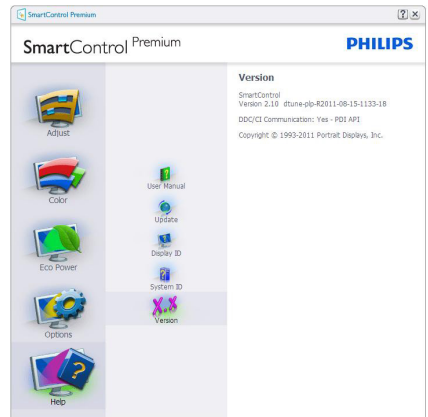 SmartControl Premium
? ×
SmartControl Premium
PHILIPS
Adjust
Color
Eco Power
Options
Help
User Manual
Update
Display ID
System ID
X.X
Version
Version
SmartControl
Version 2.10 dtune-plp-R2011-08-15-1133-18
DDC/CI Communication: Yes - PDI API
Copyright © 1993-2011 Portrait Displays, Inc.